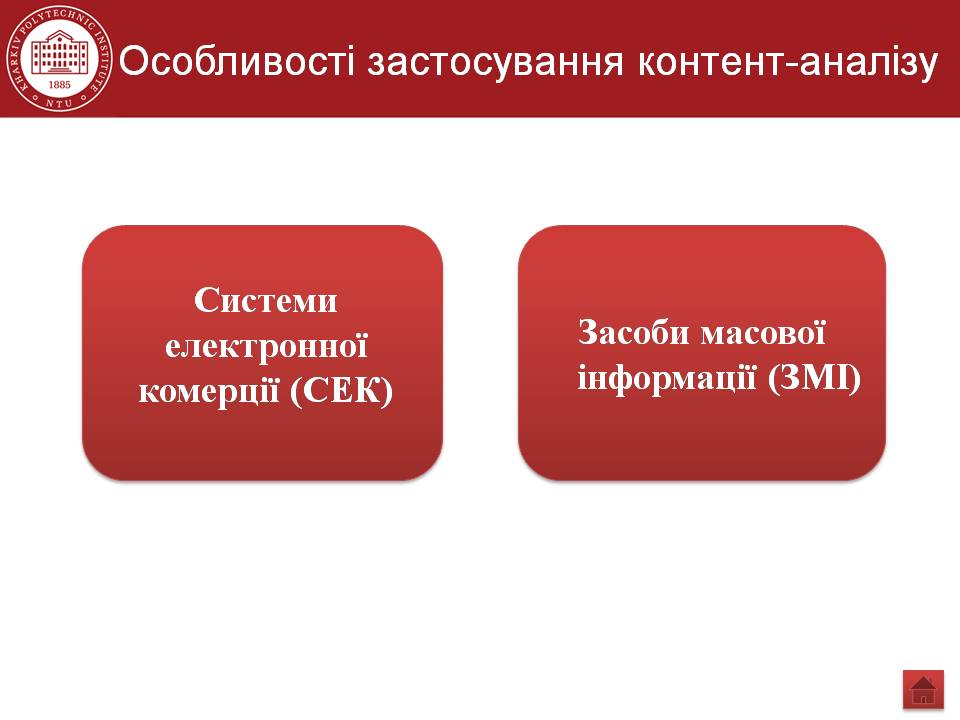 KHARKIV POLYTECHNIC INSTITUTE
1885
NTU
Особливості застосування контент-аналізу
Системи
електронної
комерції (СЕК)
Засоби масової
інформації (ЗМІ)